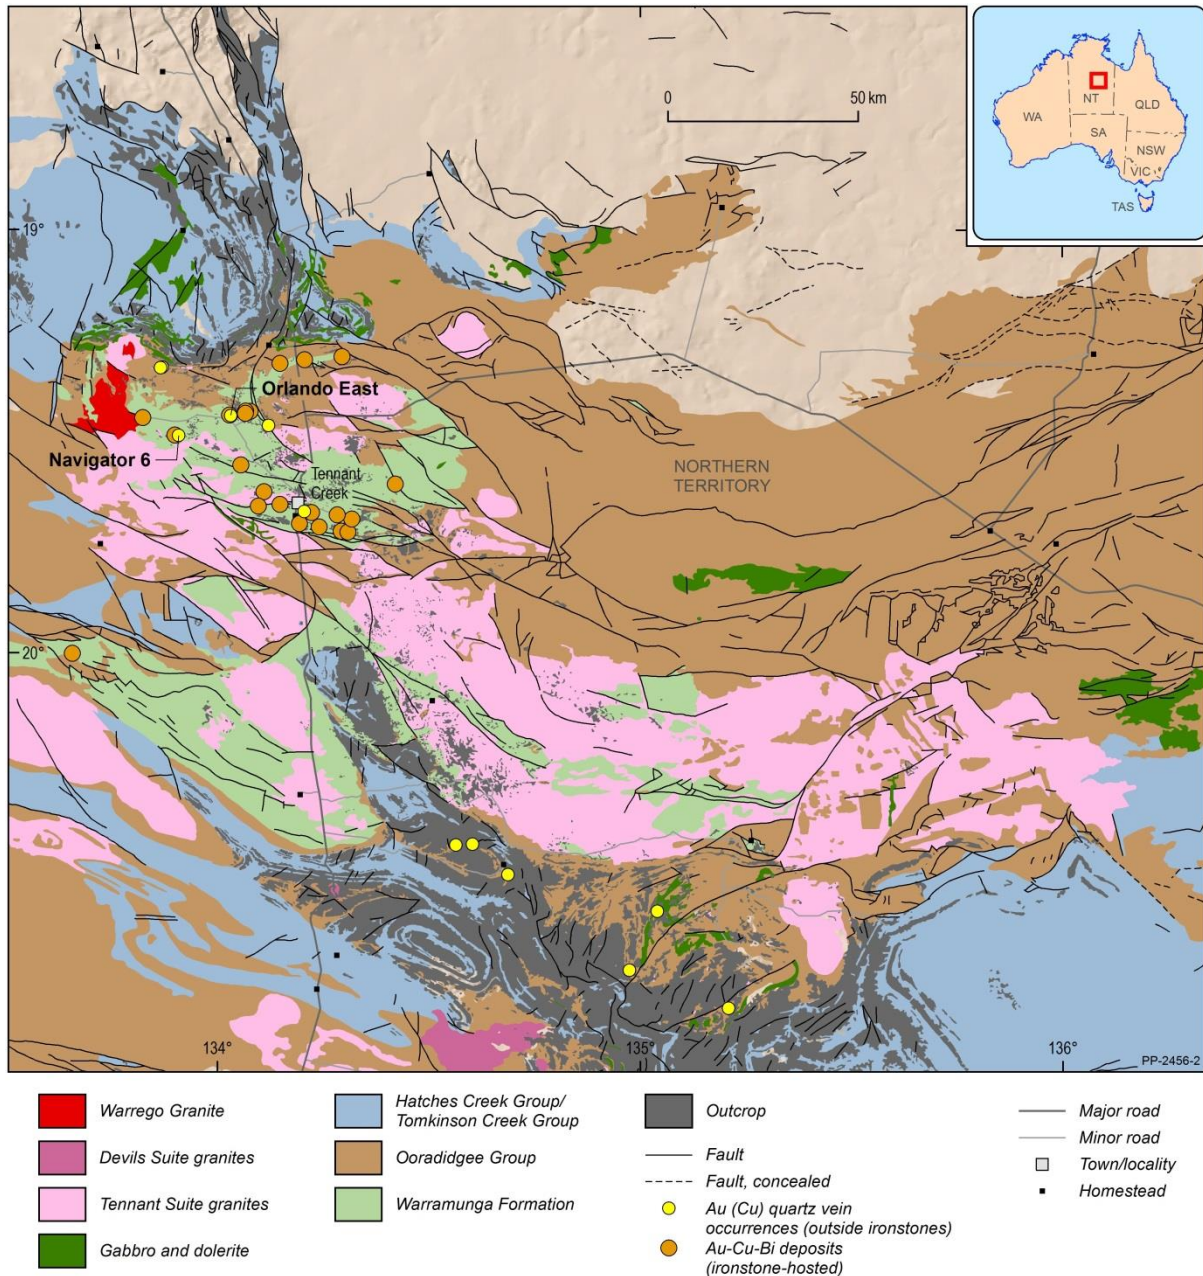 0 50 km
WA
NT
QLD
SA
NSW
VIC
TAS
19°
Orlando East
Navigator 6
Tennant
Creek
NORTHERN
TERRITORY
20°
134°
135°
136°
PP-2456-2
Warrego Granite
Devils Suite granites
Tennant Suite granites
Gabbro and dolerite
Hatches Creek Group/
Tomkinson Creek Group
Ooradidgee Group
Warramunga Formation
Outcrop
Fault
Fault, concealed
Au (Cu) quartz vein
occurrences (outside ironstones)
Au-Cu-Bi deposits
(ironstone-hosted)
Major road
Minor road
Town/locality
Homestead